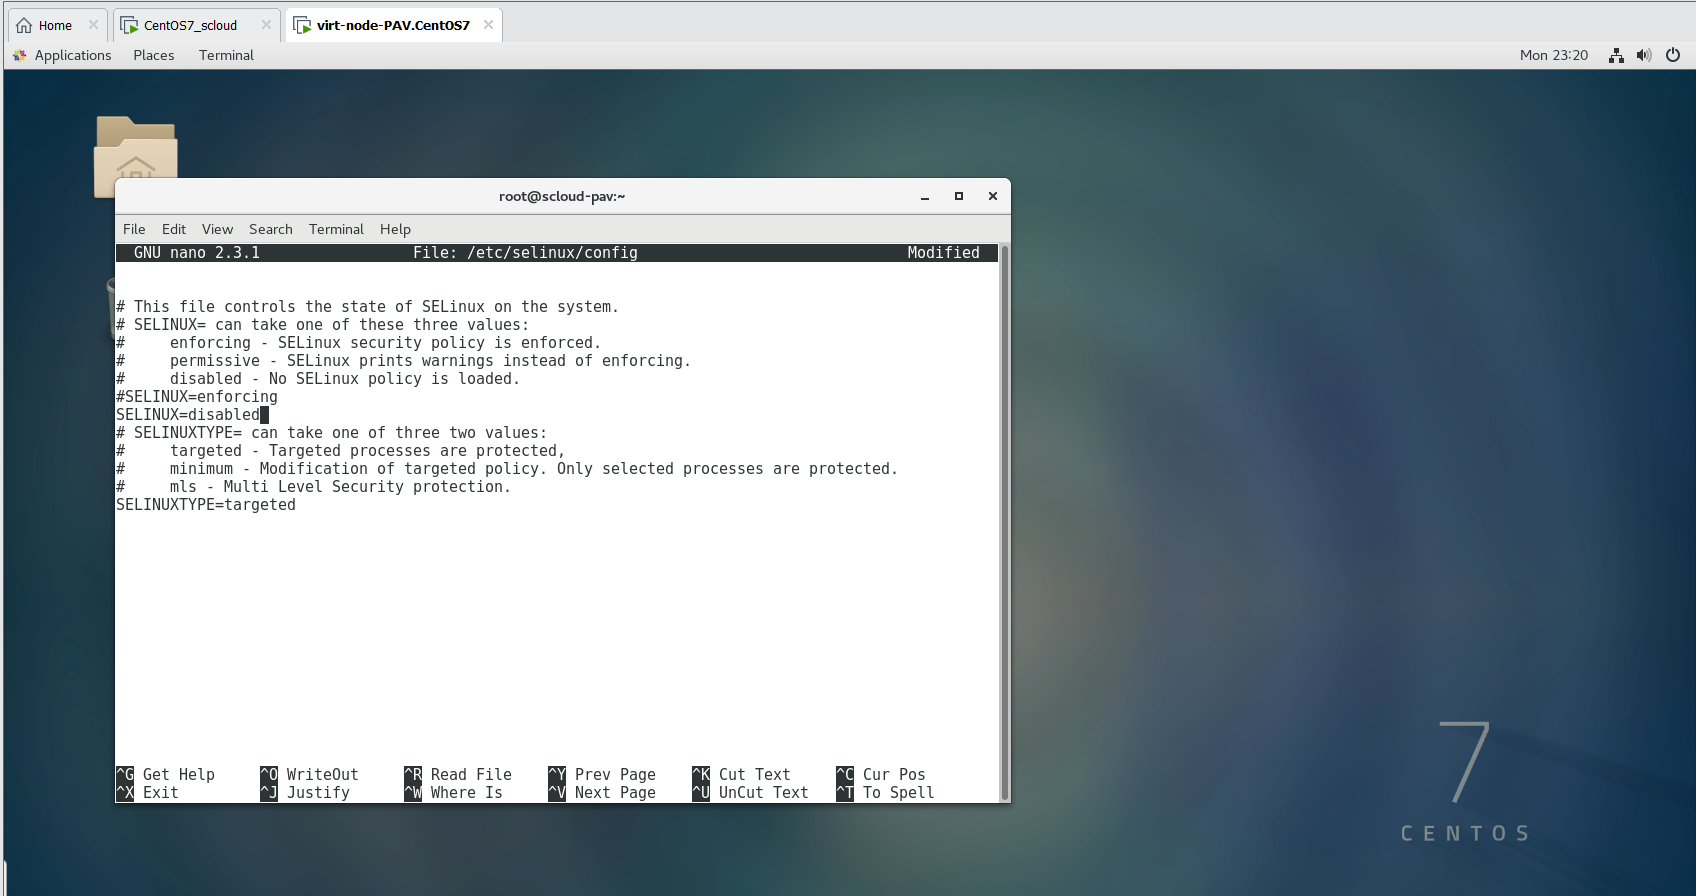 Home
CentOS7_scloud
virt-node-PAV.CentOS7
Applications Places Terminal Mon 23:20
root@scloud-pav:~
File Edit View Search Terminal Help
GNU nano 2.3.1 File: /etc/selinux/config Modified
# This file controls the state of SELinux on the system.
# SELINUX= can take one of these three values:
#     enforcing - SELinux security policy is enforced.
#     permissive - SELinux prints warnings instead of enforcing.
#     disabled - No SELinux policy is loaded.
#SELINUX=enforcing
SELINUX=disabled
# SELINUXTYPE= can take one of three two values:
#     targeted - Targeted processes are protected,
#     minimum - Modification of targeted policy. Only selected processes are protected.
#     mls - Multi Level Security protection.
SELINUXTYPE=targeted
^G Get Help ^O WriteOut ^R Read File ^Y Prev Page ^K Cut Text ^C Cur Pos
^X Exit ^J Justify ^W Where Is ^V Next Page ^U UnCut Text ^T To Spell
7
CENTOS